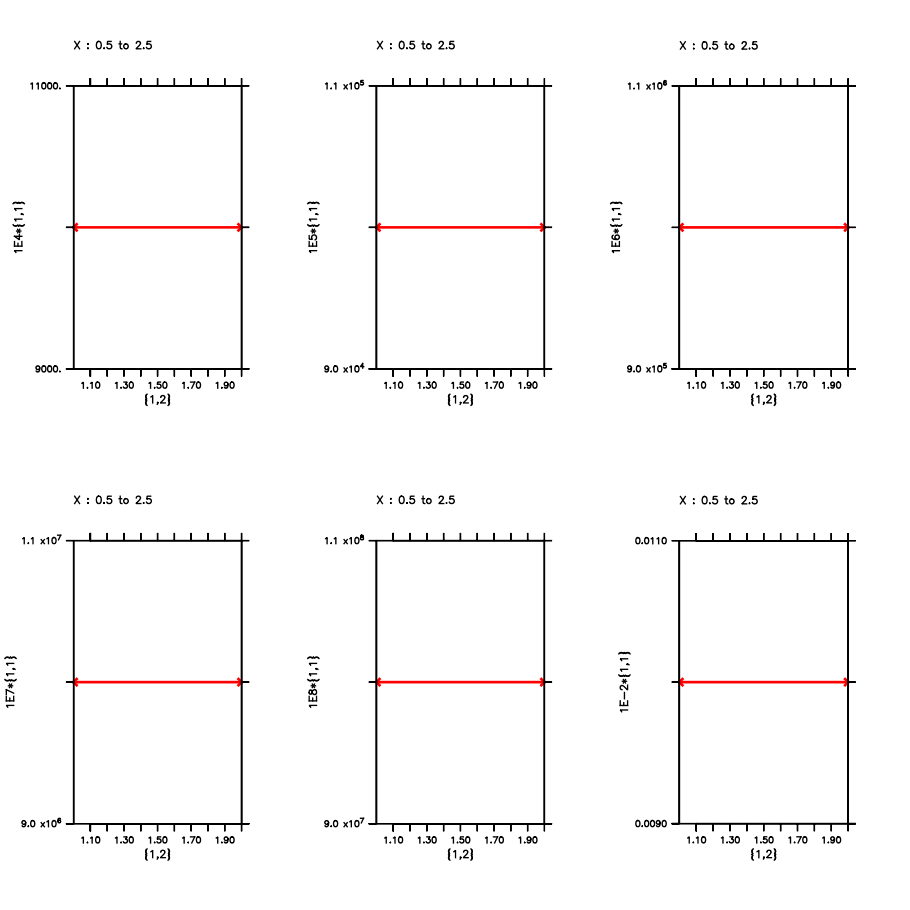 X : 0.5 to 2.5
11000.
1E4*{1,1}
9000.
1.10 1.30 1.50 1.70 1.90
{1,2}
X : 0.5 to 2.5
1.1 x10⁵
1E5*{1,1}
9.0 x10⁴
1.10 1.30 1.50 1.70 1.90
{1,2}
X : 0.5 to 2.5
1.1 x10⁶
1E6*{1,1}
9.0 x10⁵
1.10 1.30 1.50 1.70 1.90
{1,2}
X : 0.5 to 2.5
1.1 x10⁷
1E7*{1,1}
9.0 x10⁶
1.10 1.30 1.50 1.70 1.90
{1,2}
X : 0.5 to 2.5
1.1 x10⁸
1E8*{1,1}
9.0 x10⁷
1.10 1.30 1.50 1.70 1.90
{1,2}
X : 0.5 to 2.5
0.0110
1E-2*{1,1}
0.0090
1.10 1.30 1.50 1.70 1.90
{1,2}